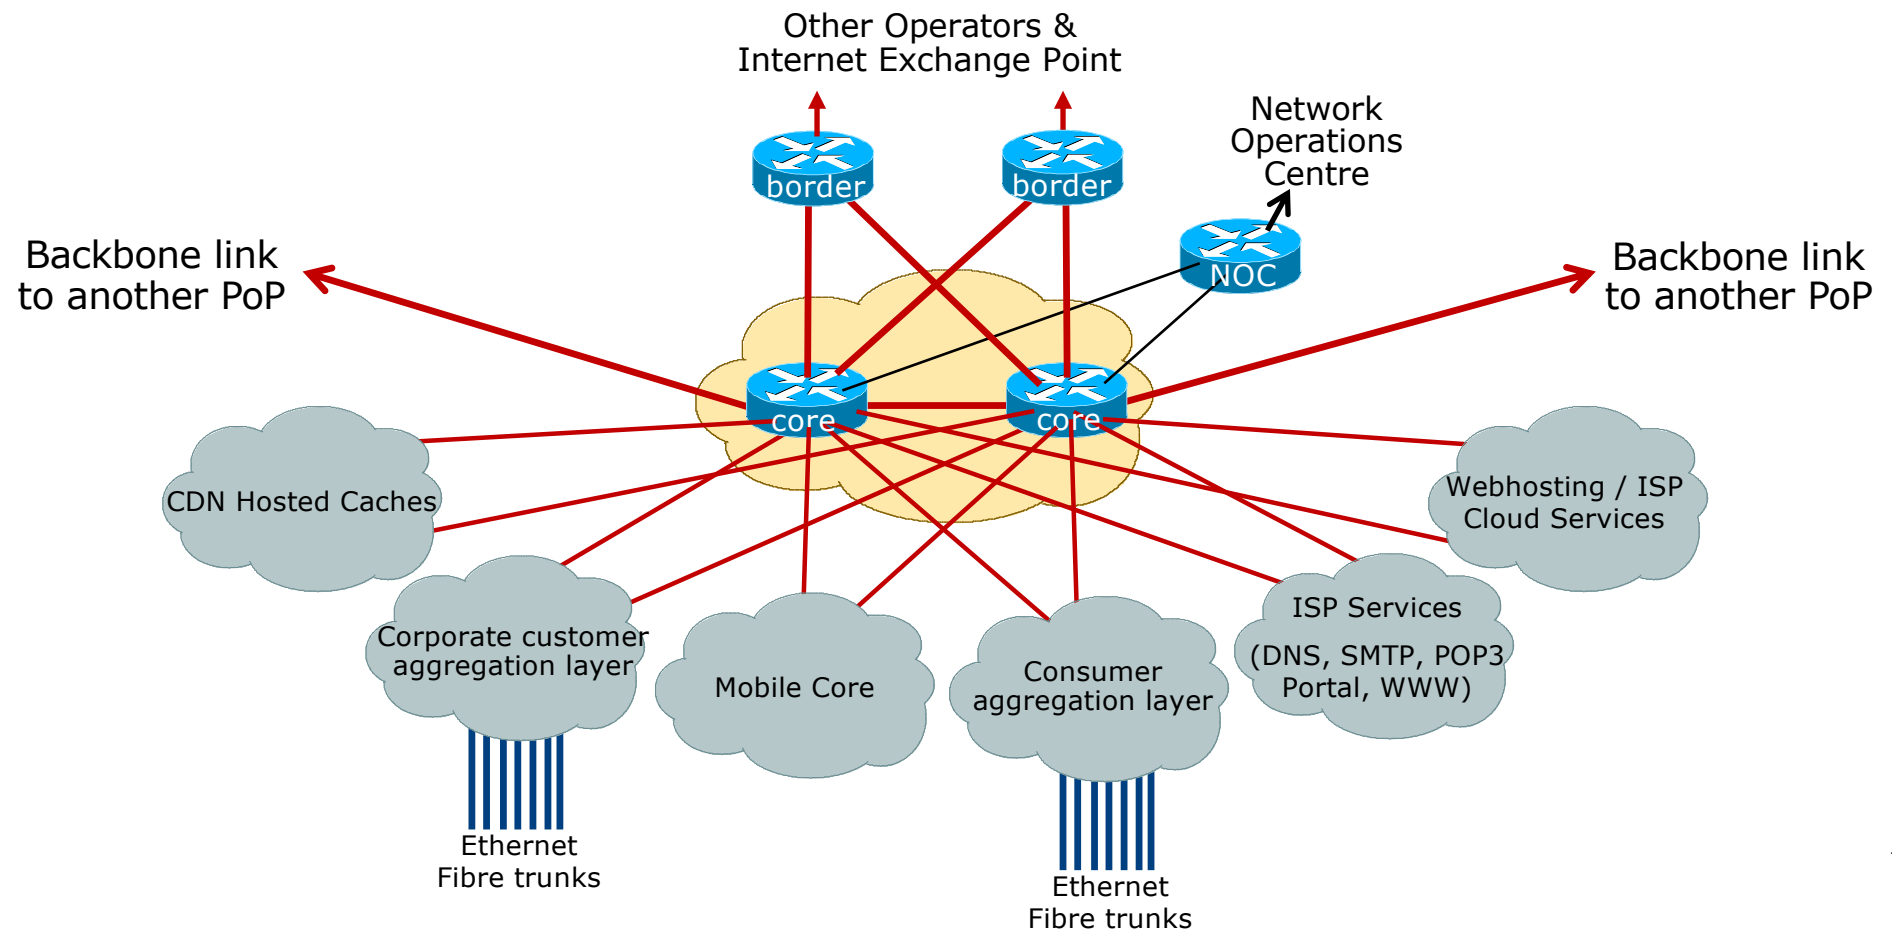 Other Operators &
Internet Exchange Point
Network
Operations
Centre
border
border
NOC
Backbone link
to another PoP
Backbone link
to another PoP
core
core
CDN Hosted Caches
Webhosting / ISP
Cloud Services
Corporate customer
aggregation layer
Mobile Core
Consumer
aggregation layer
ISP Services
(DNS, SMTP, POP3
Portal, WWW)
Ethernet
Fibre trunks
Ethernet
Fibre trunks